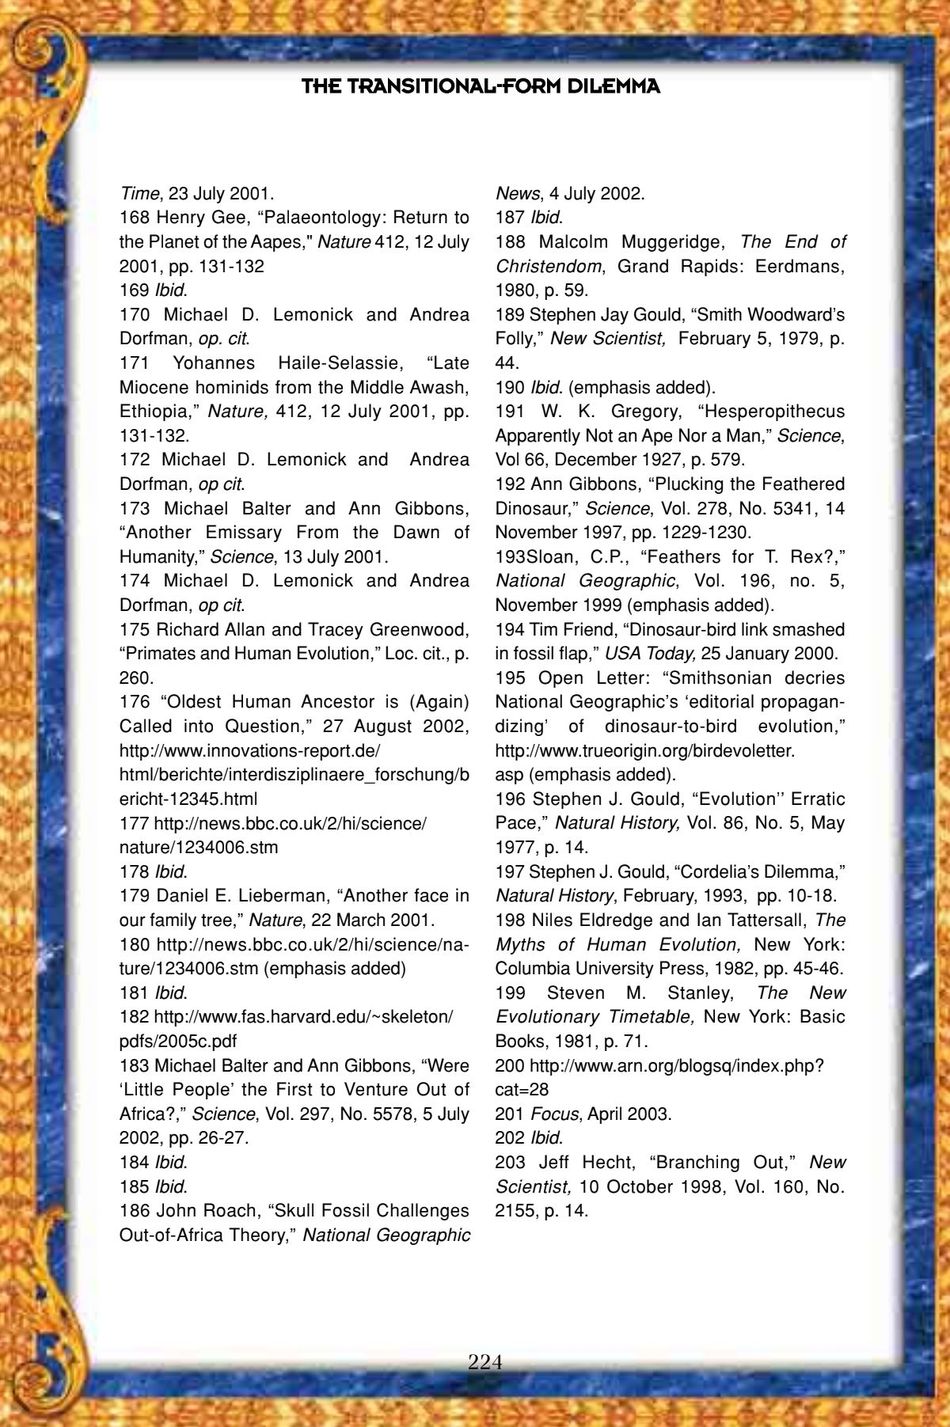 THE TRANSITIONAL-FORM DILEMMA
Time, 23 July 2001.
168 Henry Gee, “Palaeontology: Return to
the Planet of the Aapes," Nature 412, 12 July
2001, pp. 131-132
169 Ibid.
170 Michael D. Lemonick and Andrea
Dorfman, op. cit.
171 Yohannes Haile-Selassie, “Late
Miocene hominids from the Middle Awash,
Ethiopia,” Nature, 412, 12 July 2001, pp.
131-132.
172 Michael D. Lemonick and Andrea
Dorfman, op cit.
173 Michael Balter and Ann Gibbons,
“Another Emissary From the Dawn of
Humanity,” Science, 13 July 2001.
174 Michael D. Lemonick and Andrea
Dorfman, op cit.
175 Richard Allan and Tracey Greenwood,
“Primates and Human Evolution,” Loc. cit., p.
260.
176 “Oldest Human Ancestor is (Again)
Called into Question,” 27 August 2002,
http://www.innovations-report.de/
html/berichte/interdisziplinaere_forschung/b
ericht-12345.html
177 http://news.bbc.co.uk/2/hi/science/
nature/1234006.stm
178 Ibid.
179 Daniel E. Lieberman, “Another face in
our family tree,” Nature, 22 March 2001.
180 http://news.bbc.co.uk/2/hi/science/na-
ture/1234006.stm (emphasis added)
181 Ibid.
182 http://www.fas.harvard.edu/~skeleton/
pdfs/2005c.pdf
183 Michael Balter and Ann Gibbons, “Were
‘Little People’ the First to Venture Out of
Africa?,” Science, Vol. 297, No. 5578, 5 July
2002, pp. 26-27.
184 Ibid.
185 Ibid.
186 John Roach, “Skull Fossil Challenges
Out-of-Africa Theory,” National Geographic
News, 4 July 2002.
187 Ibid.
188 Malcolm Muggeridge, The End of
Christendom, Grand Rapids: Eerdmans,
1980, p. 59.
189 Stephen Jay Gould, “Smith Woodward’s
Folly,” New Scientist, February 5, 1979, p.
44.
190 Ibid. (emphasis added).
191 W. K. Gregory, “Hesperopithecus
Apparently Not an Ape Nor a Man,” Science,
Vol 66, December 1927, p. 579.
192 Ann Gibbons, “Plucking the Feathered
Dinosaur,” Science, Vol. 278, No. 5341, 14
November 1997, pp. 1229-1230.
193Sloan, C.P., “Feathers for T. Rex?,”
National Geographic, Vol. 196, no. 5,
November 1999 (emphasis added).
194 Tim Friend, “Dinosaur-bird link smashed
in fossil flap,” USA Today, 25 January 2000.
195 Open Letter: “Smithsonian decries
National Geographic’s ‘editorial propagan-
dizing’ of dinosaur-to-bird evolution,”
http://www.trueorigin.org/birdevoletter.
asp (emphasis added).
196 Stephen J. Gould, “Evolution’’ Erratic
Pace,” Natural History, Vol. 86, No. 5, May
1977, p. 14.
197 Stephen J. Gould, “Cordelia’s Dilemma,”
Natural History, February, 1993, pp. 10-18.
198 Niles Eldredge and Ian Tattersall, The
Myths of Human Evolution, New York:
Columbia University Press, 1982, pp. 45-46.
199 Steven M. Stanley, The New
Evolutionary Timetable, New York: Basic
Books, 1981, p. 71.
200 http://www.arn.org/blogsq/index.php?
cat=28
201 Focus, April 2003.
202 Ibid.
203 Jeff Hecht, “Branching Out,” New
Scientist, 10 October 1998, Vol. 160, No.
2155, p. 14.
224